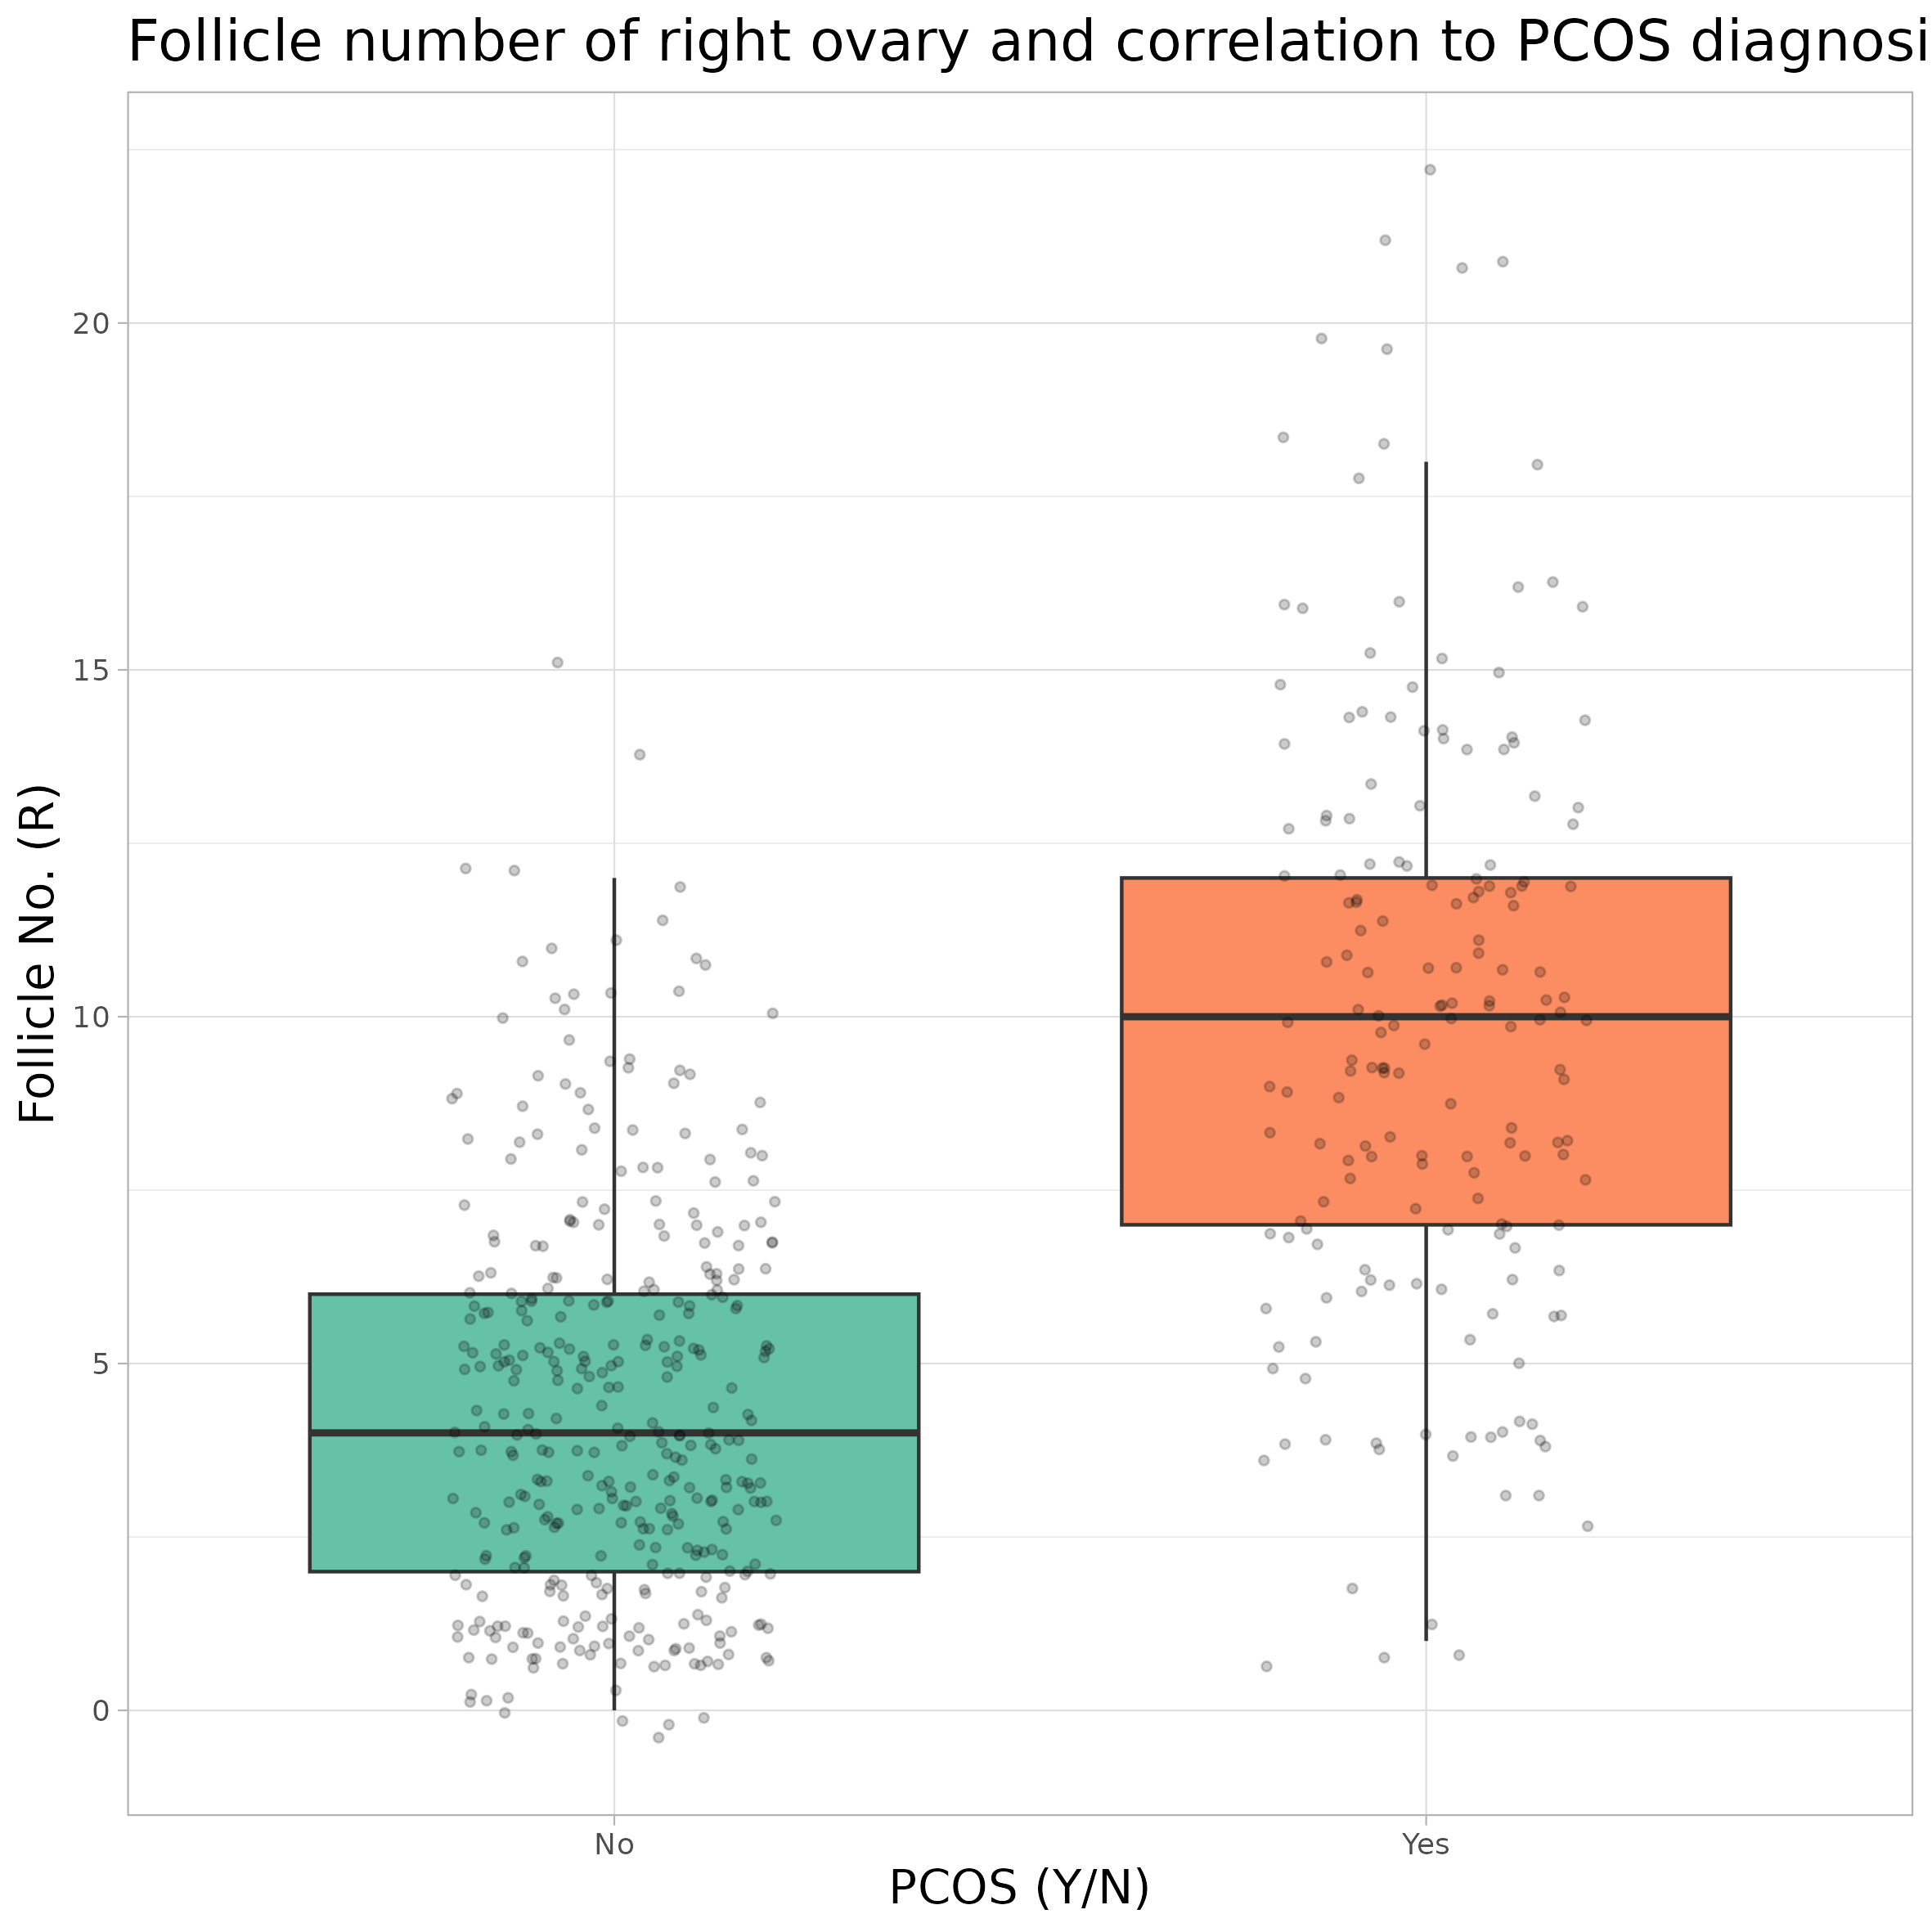 Follicle number of right ovary and correlation to PCOS diagnosi
Follicle No. (R)
20
15
10
5
0
No
Yes
PCOS (Y/N)